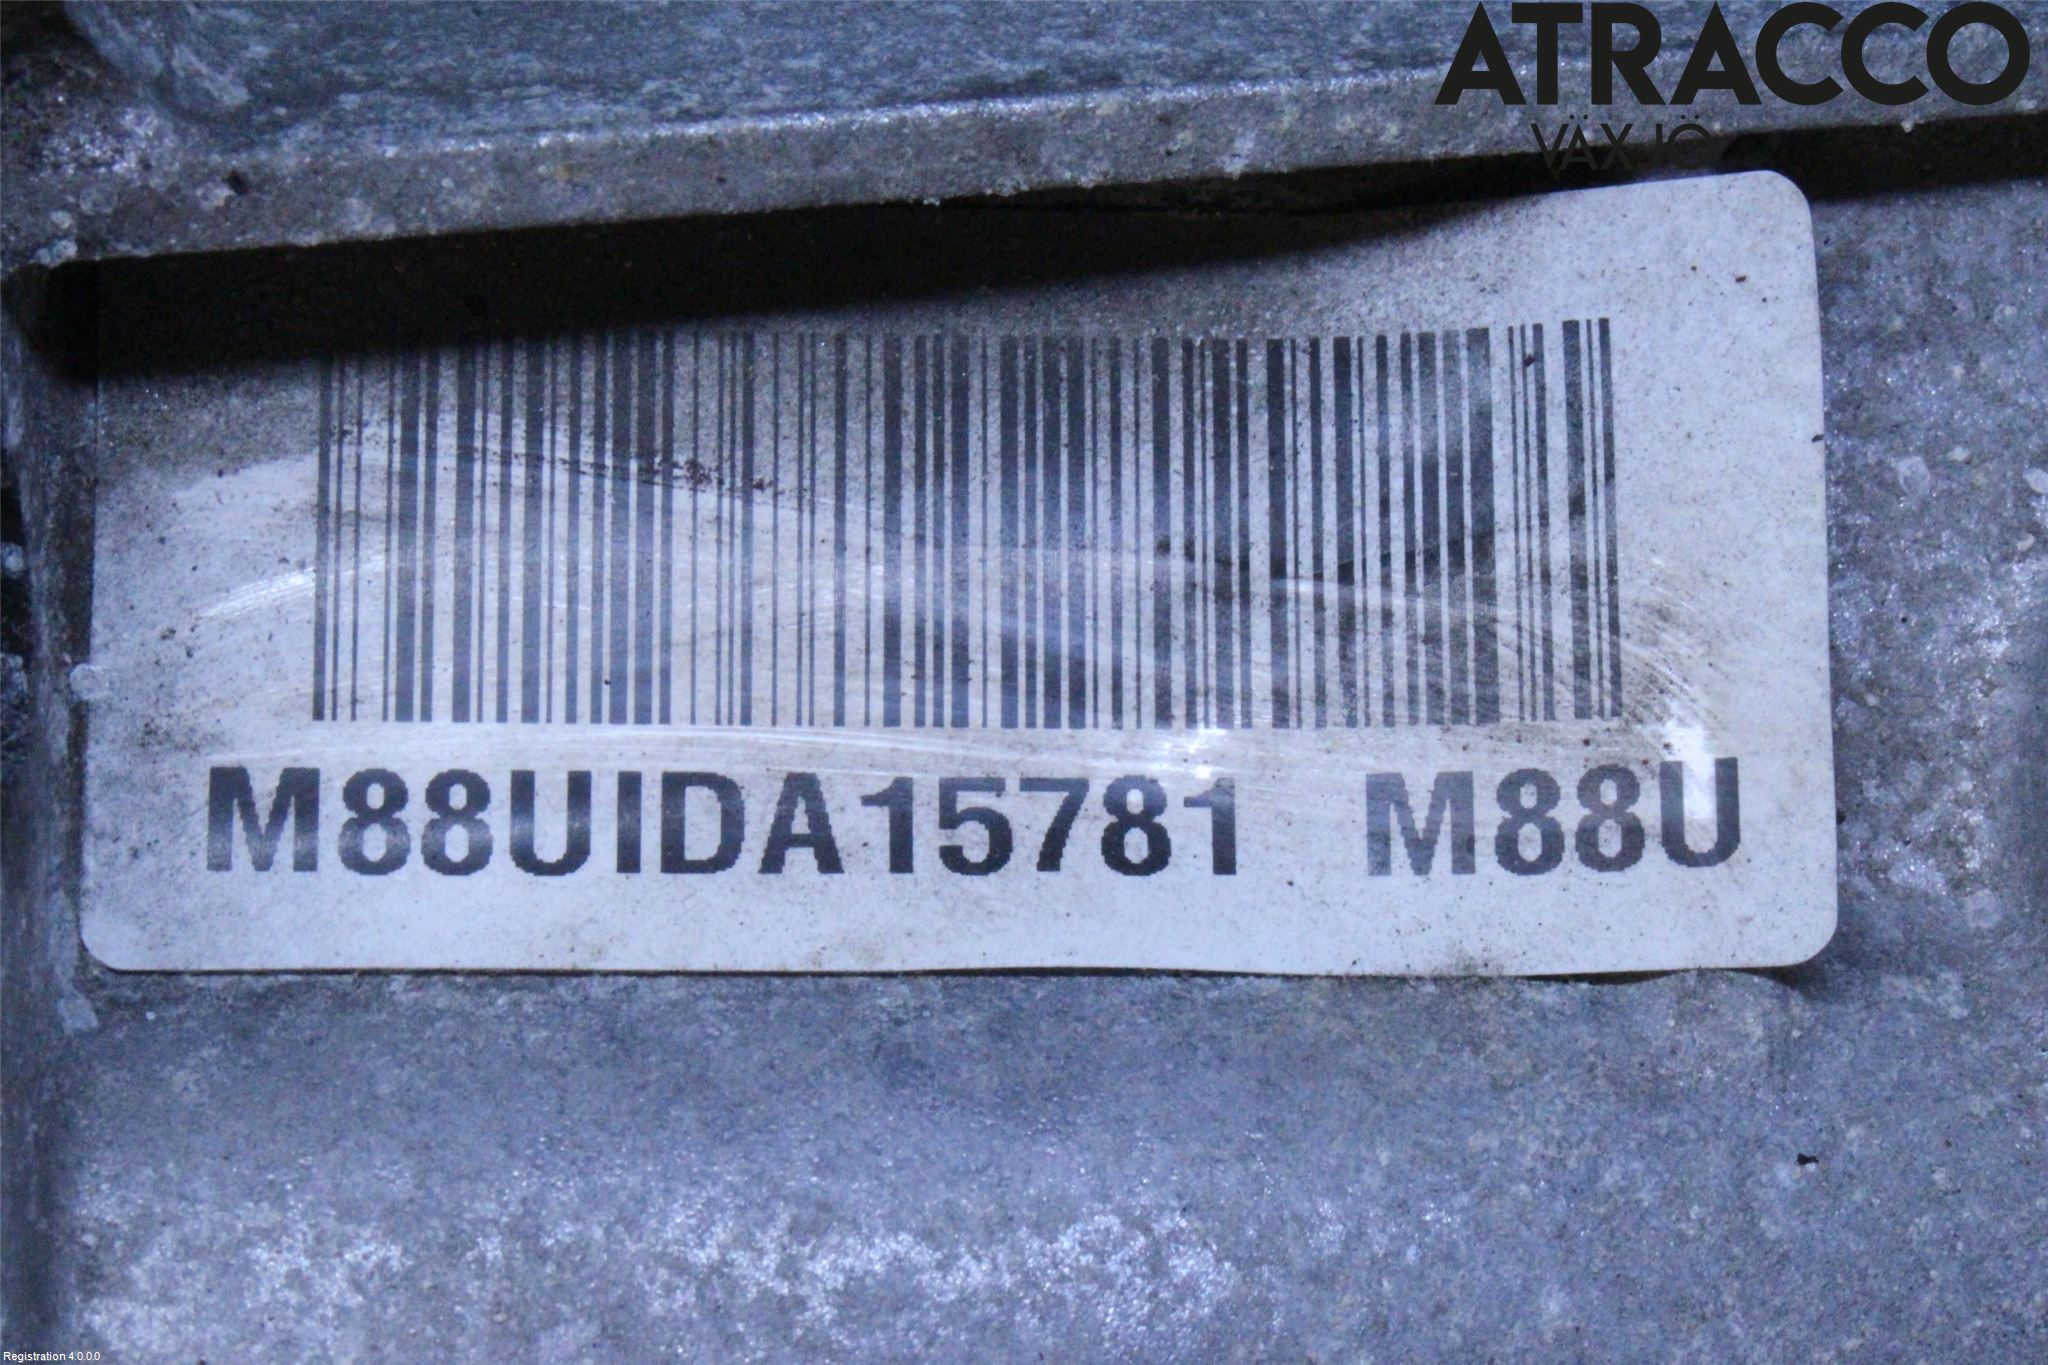 ATRACCO
VÄXJÖ
M88UIDA15781 M88U
Registration 4.0.0.0